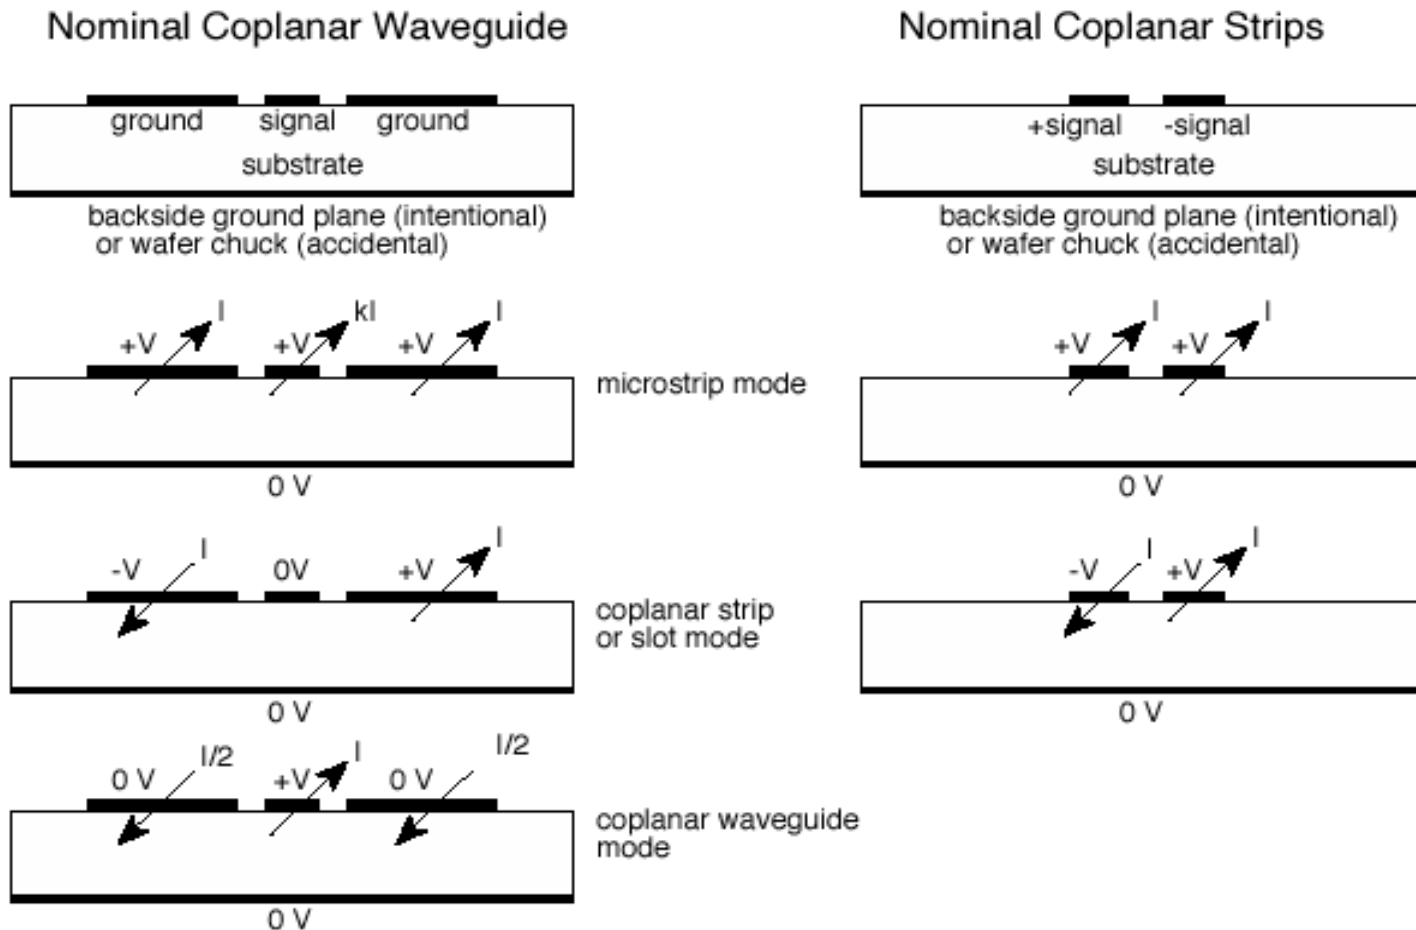 Nominal Coplanar Waveguide
Nominal Coplanar Strips
ground signal ground
substrate
backside ground plane (intentional)
or wafer chuck (accidental)
+signal -signal
substrate
backside ground plane (intentional)
or wafer chuck (accidental)
I kI I
+V +V +V
0 V
microstrip mode
I I
+V +V
0 V
I I
-V 0V +V
0 V
coplanar strip
or slot mode
I I
-V +V
0 V
I/2 I I/2
0 V +V 0 V
0 V
coplanar waveguide
mode